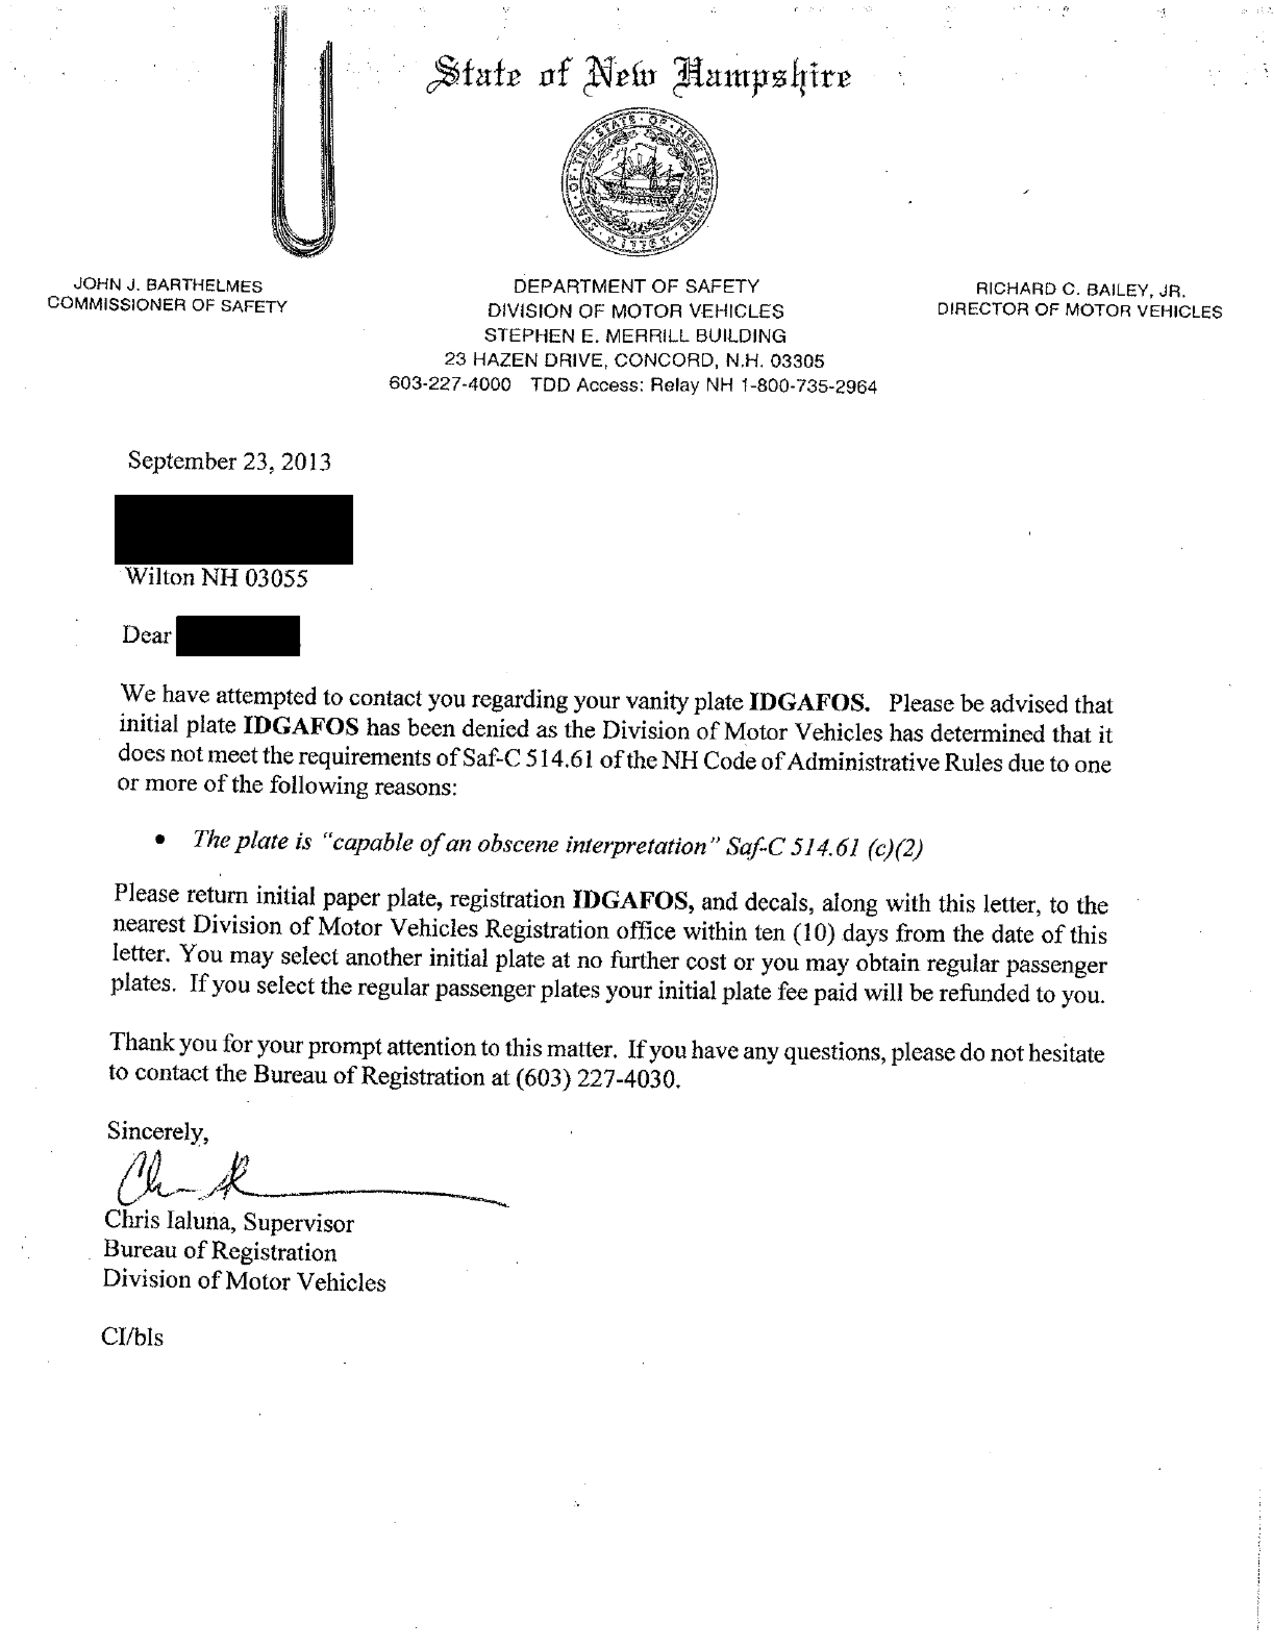 State of New Hampshire
SEAL · OF · THE · STATE · OF · NEW HAMPSHIRE
1776
JOHN J. BARTHELMES
COMMISSIONER OF SAFETY
DEPARTMENT OF SAFETY
DIVISION OF MOTOR VEHICLES
STEPHEN E. MERRILL BUILDING
23 HAZEN DRIVE, CONCORD, N.H. 03305
603-227-4000 TDD Access: Relay NH 1-800-735-2964
RICHARD C. BAILEY, JR.
DIRECTOR OF MOTOR VEHICLES
September 23, 2013
Wilton NH 03055
Dear
We have attempted to contact you regarding your vanity plate IDGAFOS. Please be advised that
initial plate IDGAFOS has been denied as the Division of Motor Vehicles has determined that it
does not meet the requirements of Saf-C 514.61 of the NH Code of Administrative Rules due to one
or more of the following reasons:
• The plate is “capable of an obscene interpretation” Saf-C 514.61 (c)(2)
Please return initial paper plate, registration IDGAFOS, and decals, along with this letter, to the
nearest Division of Motor Vehicles Registration office within ten (10) days from the date of this
letter. You may select another initial plate at no further cost or you may obtain regular passenger
plates. If you select the regular passenger plates your initial plate fee paid will be refunded to you.
Thank you for your prompt attention to this matter. If you have any questions, please do not hesitate
to contact the Bureau of Registration at (603) 227-4030.
Sincerely,
Chris Ialuna, Supervisor
Bureau of Registration
Division of Motor Vehicles
CI/bls